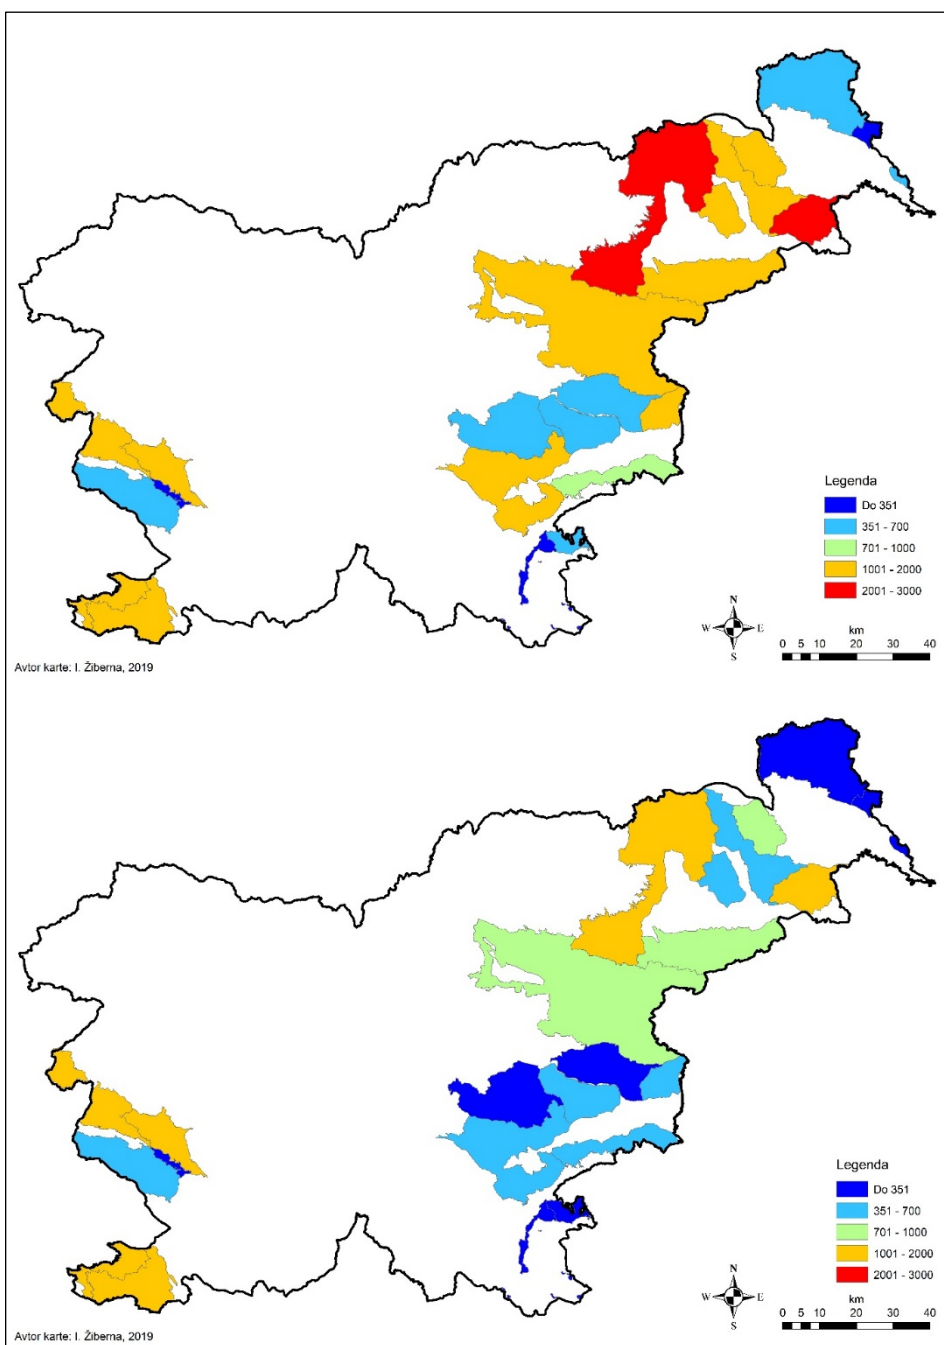 Legenda
Do 351
351 - 700
701 - 1000
1001 - 2000
2001 - 3000
N
W E
S
km
0 5 10 20 30 40
Avtor karte: I. Žiberna, 2019
Legenda
Do 351
351 - 700
701 - 1000
1001 - 2000
2001 - 3000
N
W E
S
km
0 5 10 20 30 40
Avtor karte: I. Žiberna, 2019